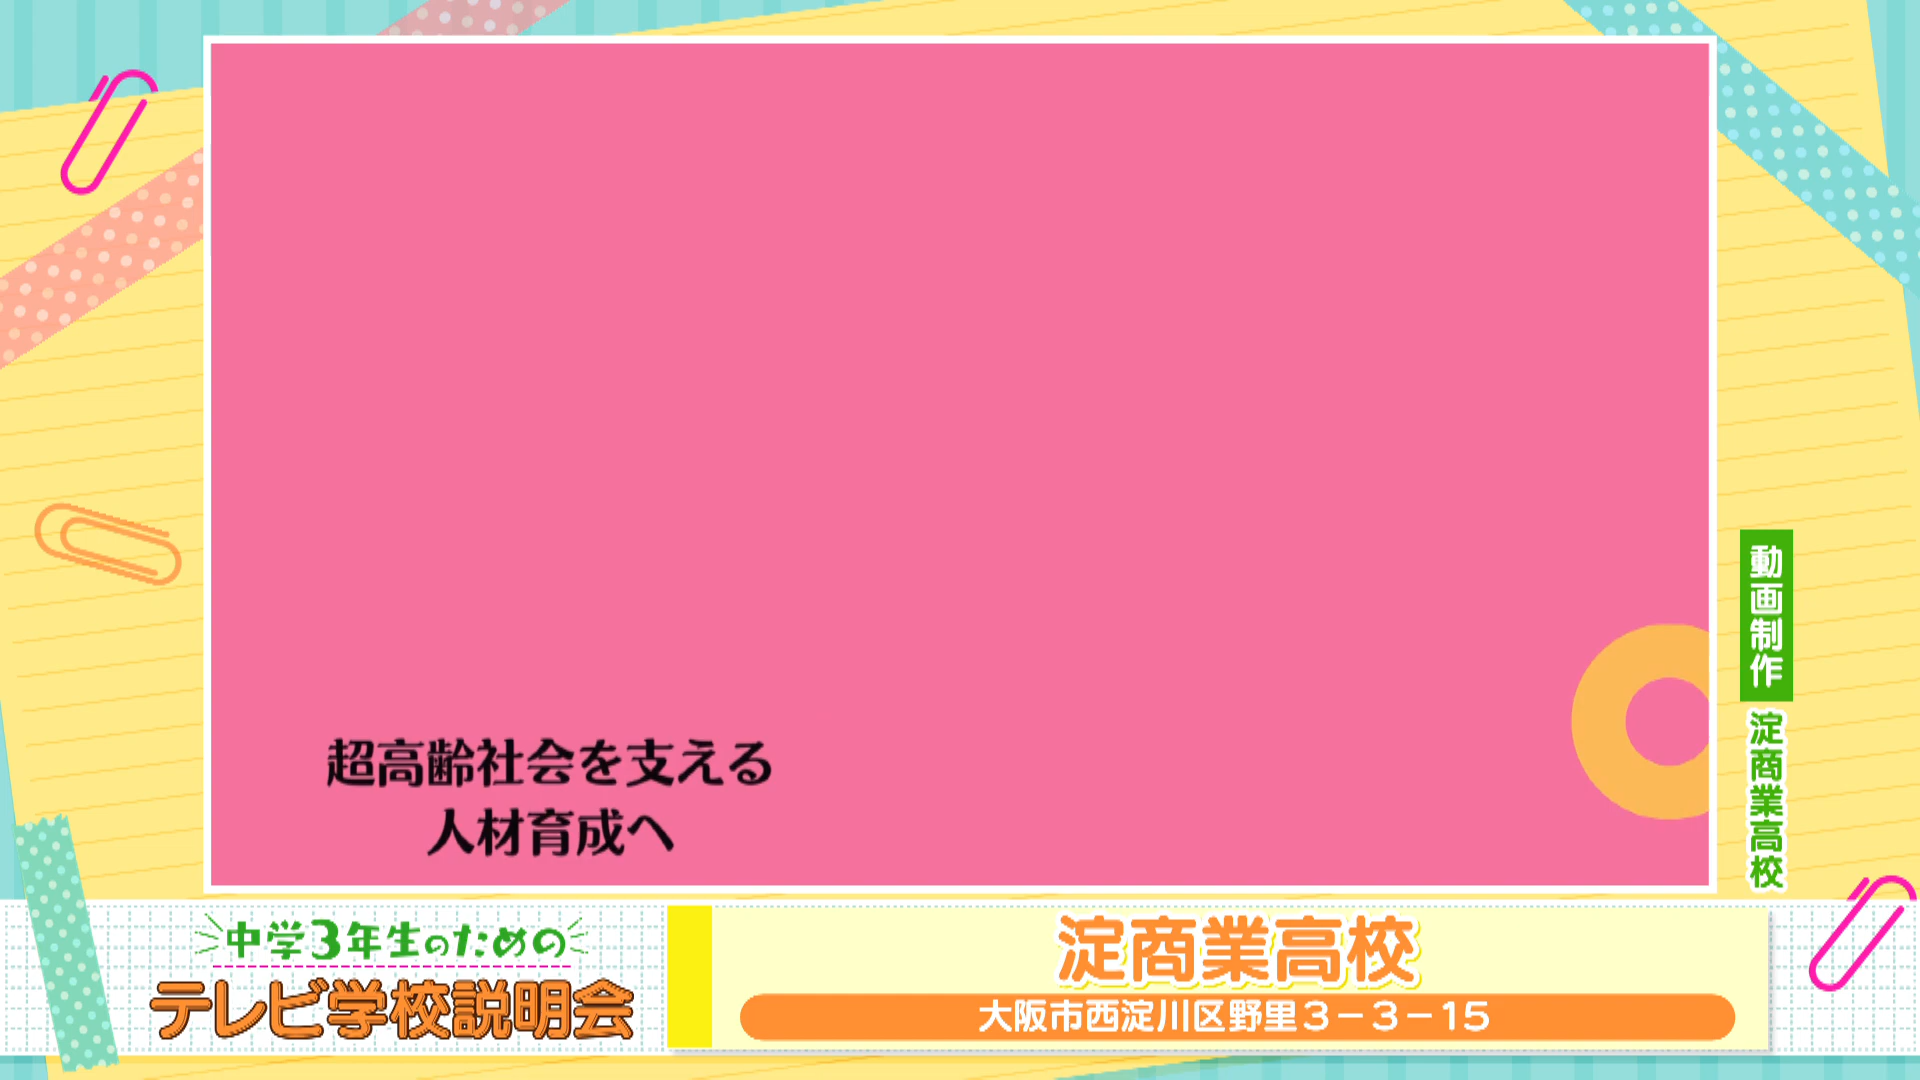 超高齢社会を支える
人材育成へ
動画制作
淀商業高校
中学3年生のための
テレビ学校説明会
淀商業高校
大阪市西淀川区野里3－3－15